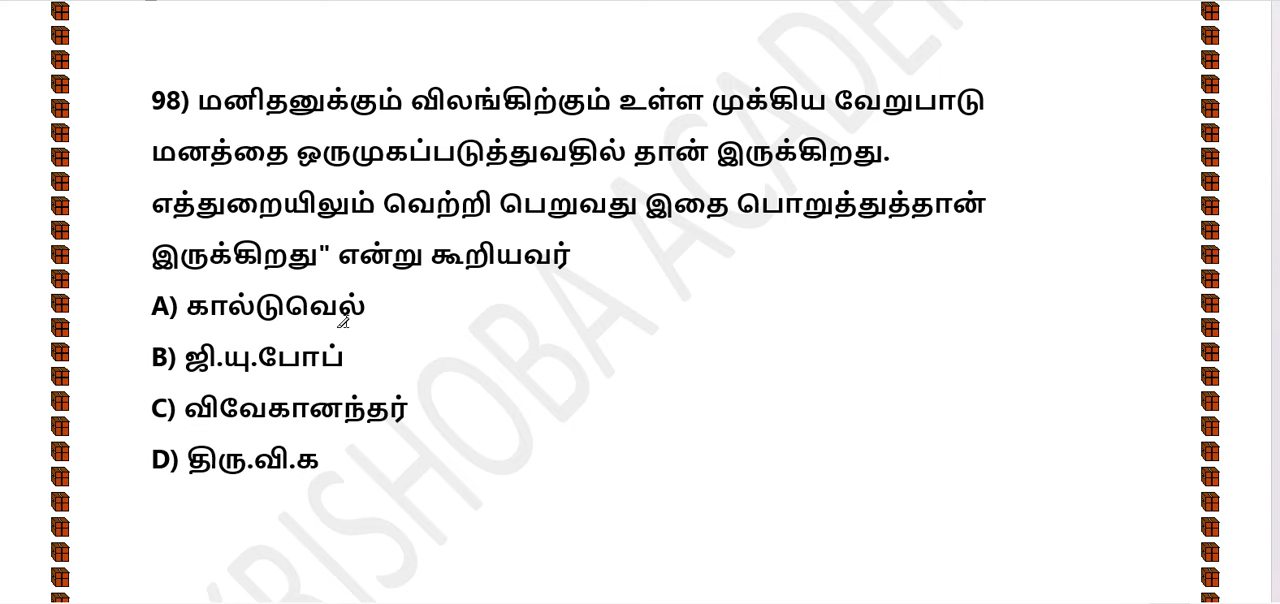 98) மனிதனுக்கும் விலங்கிற்கும் உள்ள முக்கிய வேறுபாடு
மனத்தை ஒருமுகப்படுத்துவதில் தான் இருக்கிறது.
எத்துறையிலும் வெற்றி பெறுவது இதை பொறுத்துத்தான்
இருக்கிறது" என்று கூறியவர்
A) கால்டுவெல்
B) ஜி.யு.போப்
C) விவேகானந்தர்
D) திரு.வி.க